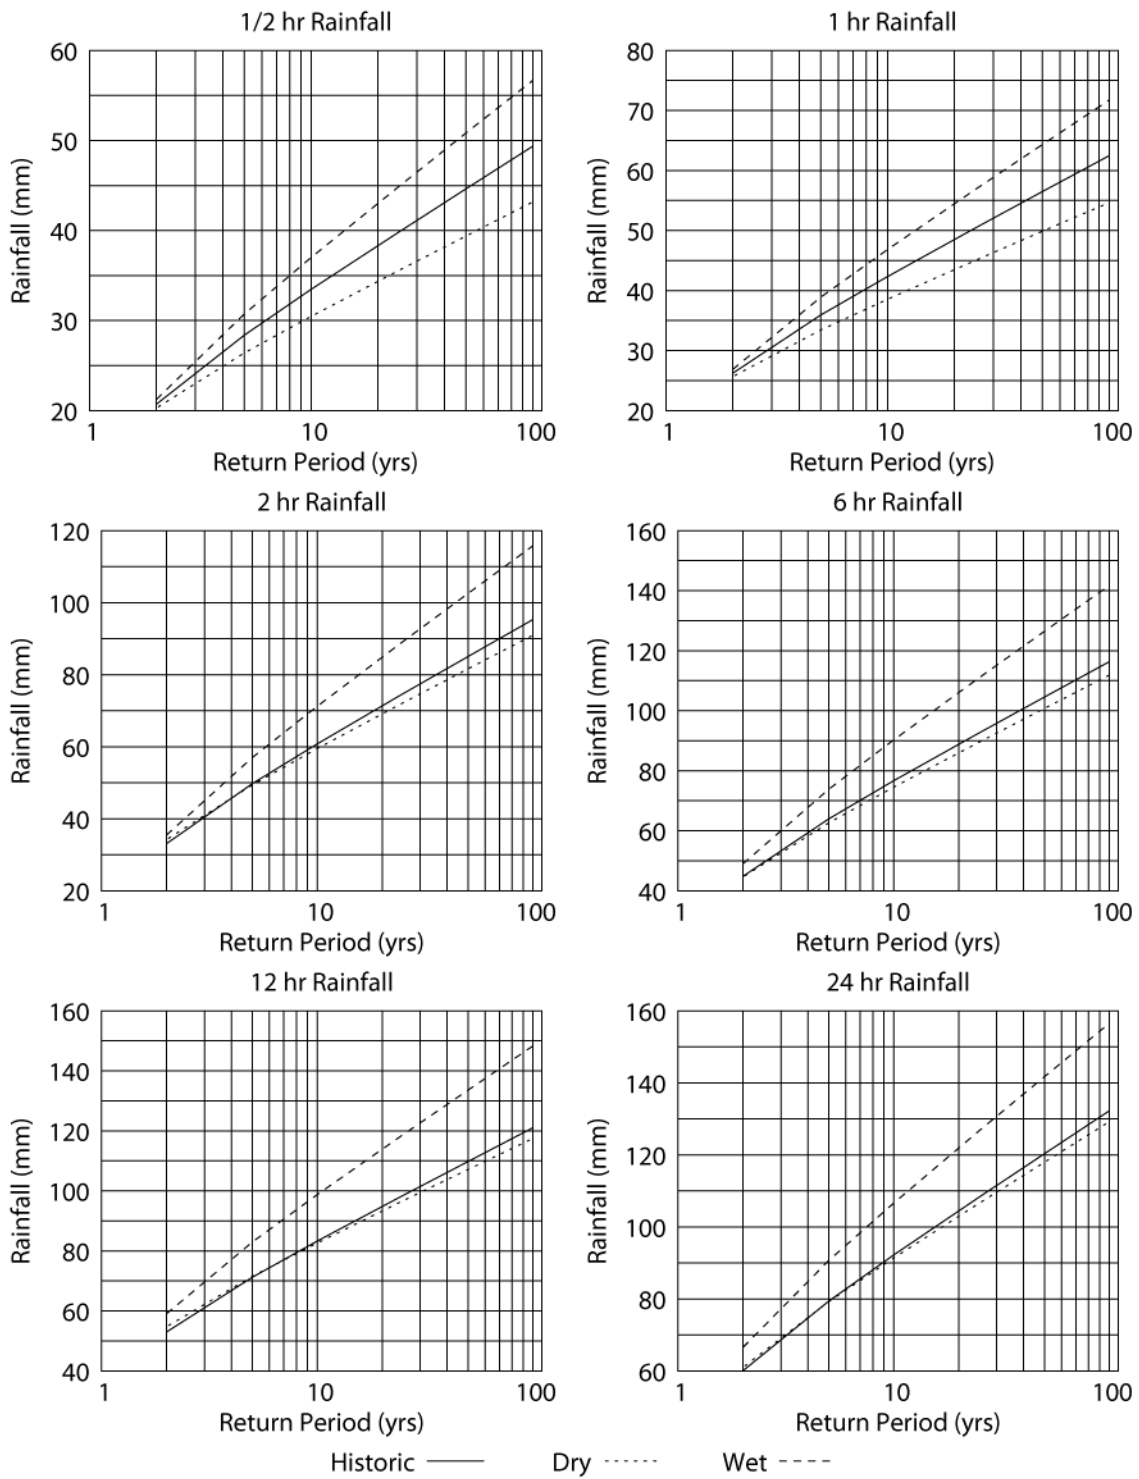 1/2 hr Rainfall
60
50
40
30
20
Rainfall (mm)
1 10 100
Return Period (yrs)
1 hr Rainfall
80
70
60
50
40
30
20
Rainfall (mm)
1 10 100
Return Period (yrs)
2 hr Rainfall
120
100
80
60
40
20
Rainfall (mm)
1 10 100
Return Period (yrs)
6 hr Rainfall
160
140
120
100
80
60
40
Rainfall (mm)
1 10 100
Return Period (yrs)
12 hr Rainfall
160
140
120
100
80
60
40
Rainfall (mm)
1 10 100
Return Period (yrs)
24 hr Rainfall
160
140
120
100
80
60
Rainfall (mm)
1 10 100
Return Period (yrs)
Historic Dry Wet